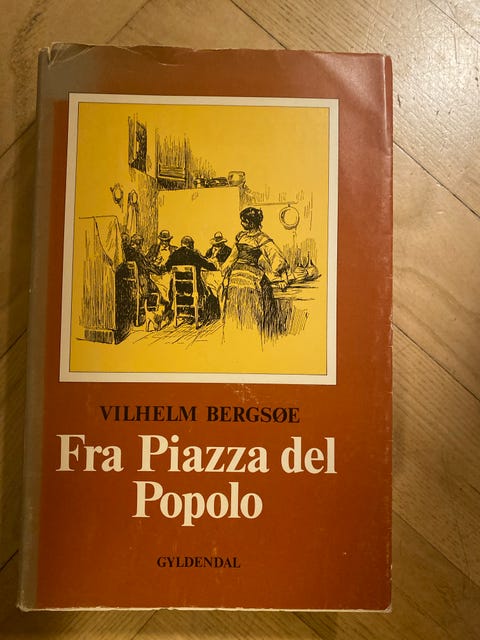 VILHELM BERGSØE
Fra Piazza del
Popolo
GYLDENDAL